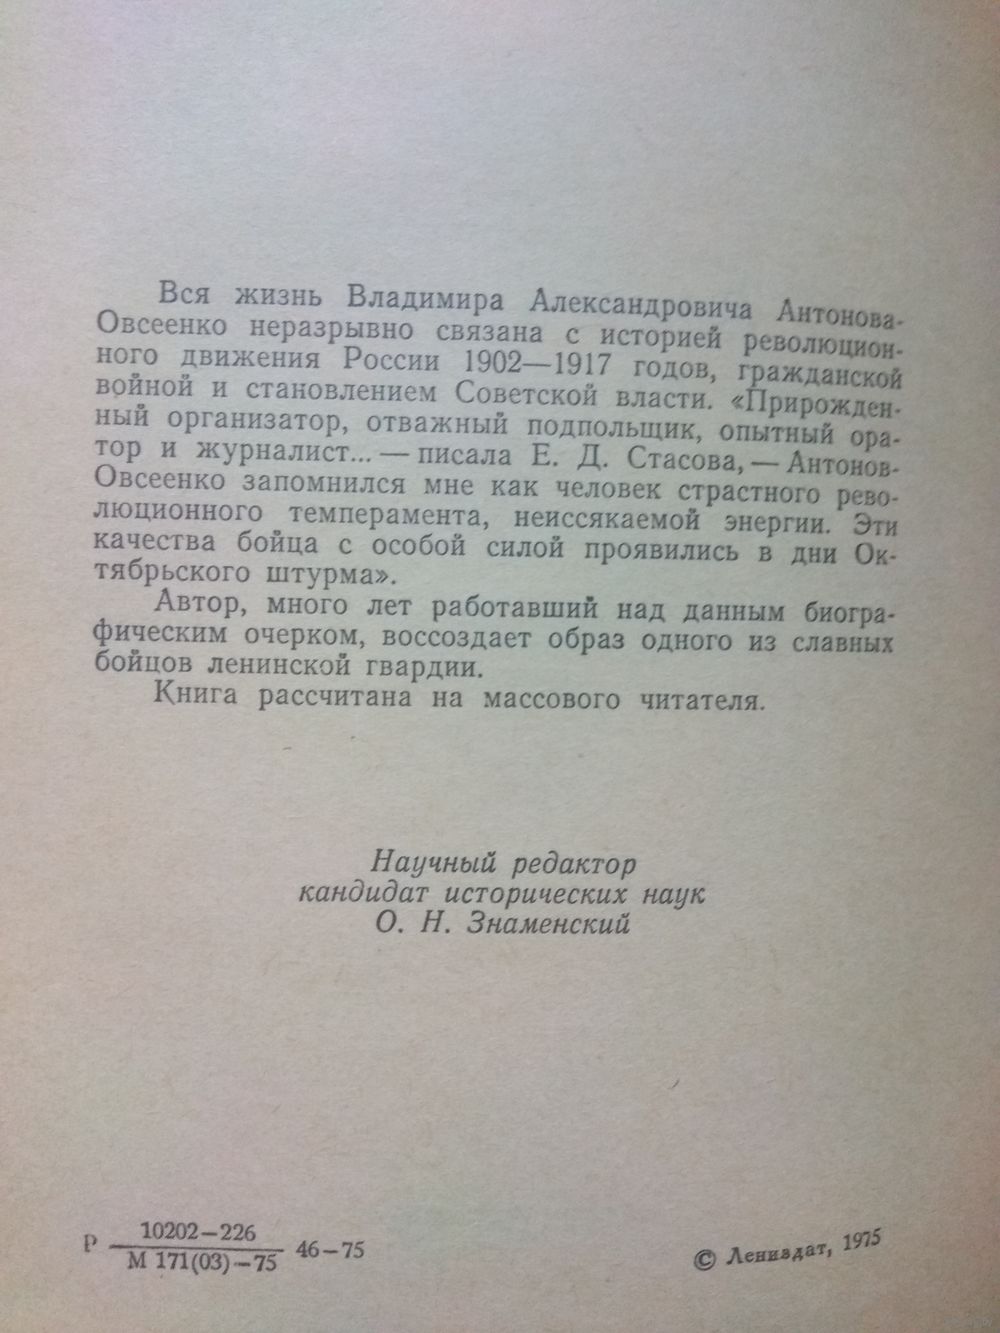 Вся жизнь Владимира Александровича Антонова-
Овсеенко неразрывно связана с историей революцион-
ного движения России 1902—1917 годов, гражданской
войной и становлением Советской власти. «Прирожден-
ный организатор, отважный подпольщик, опытный ора-
тор и журналист... — писала Е. Д. Стасова, — Антонов-
Овсеенко запомнился мне как человек страстного рево-
люционного темперамента, неиссякаемой энергии. Эти
качества бойца с особой силой проявились в дни Ок-
тябрьского штурма».
Автор, много лет работавший над данным биогра-
фическим очерком, воссоздает образ одного из славных
бойцов ленинской гвардии.
Книга рассчитана на массового читателя.
Научный редактор
кандидат исторических наук
О. Н. Знаменский
Р 10202—226
М 171(03)—75 46—75
© Лениздат, 1975